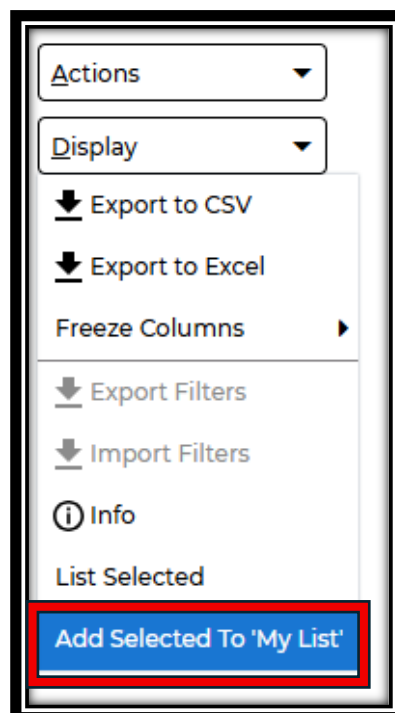 Actions
Display
Export to CSV
Export to Excel
Freeze Columns
Export Filters
Import Filters
Info
List Selected
Add Selected To 'My List'